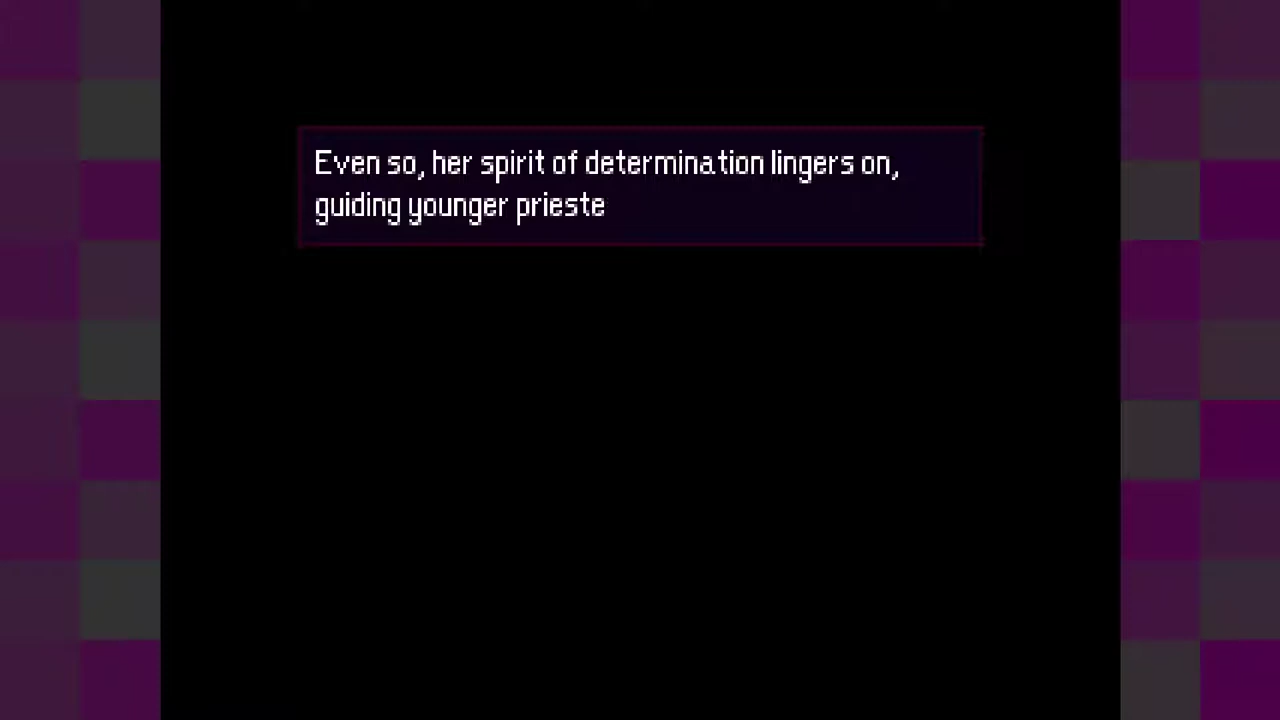 Even so, her spirit of determination lingers on,
guiding younger prieste